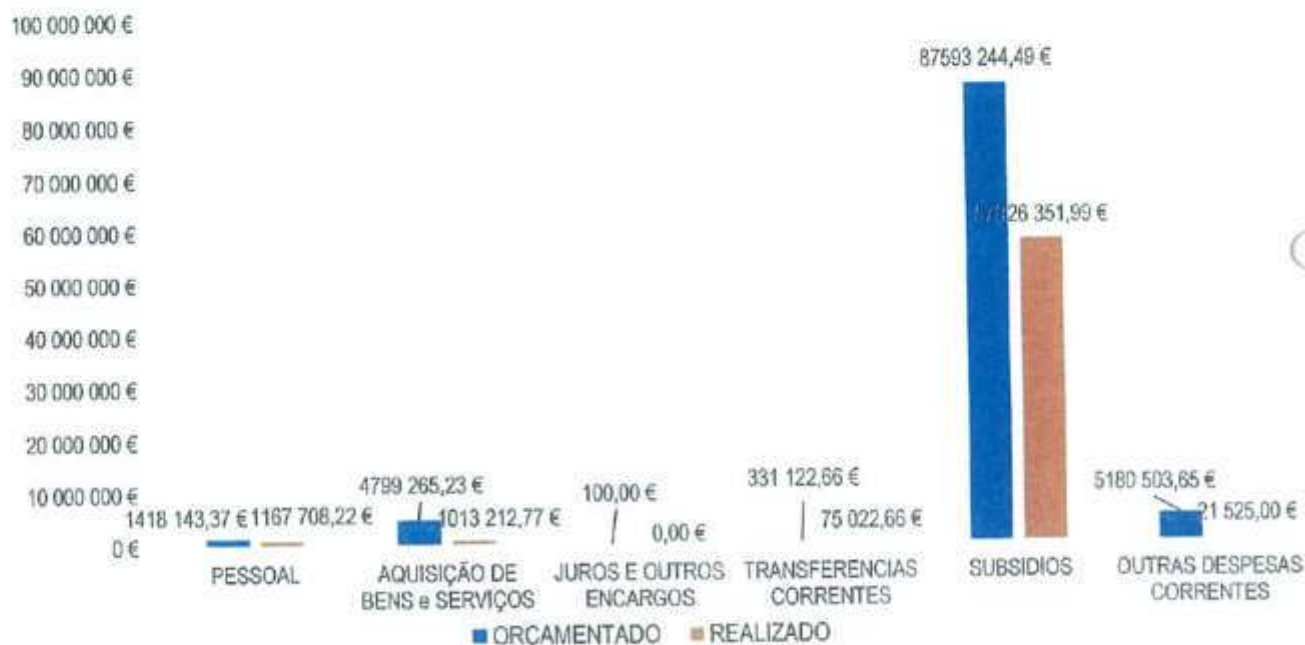 100 000 000 €
90 000 000 €
80 000 000 €
70 000 000 €
60 000 000 €
50 000 000 €
40 000 000 €
30 000 000 €
20 000 000 €
10 000 000 €
0 €
87593 244,49 €
26 351,99 €
1418 143,37 €
1167 708,22 €
4799 265,23 €
1013 212,77 €
100,00 €
0,00 €
331 122,66 €
75 022,66 €
5180 503,65 €
21 525,00 €
PESSOAL
AQUISIÇÃO DE
BENS e SERVIÇOS
JUROS E OUTROS
ENCARGOS
TRANSFERENCIAS
CORRENTES
SUBSIDIOS
OUTRAS DESPESAS
CORRENTES
ORÇAMENTADO
REALIZADO